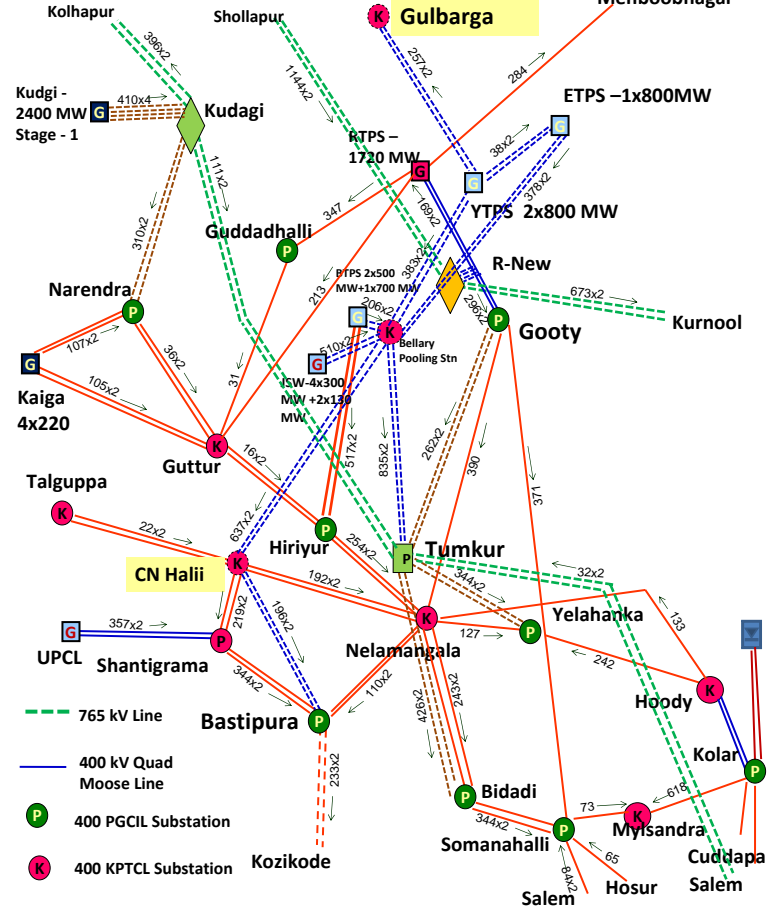 Mehboobnagar
Kolhapur
Shollapur
K
Gulbarga
396x2
1144x2
257x2
284
Kudgi -
2400 MW
Stage - 1
G
410x4
Kudagi
ETPS –1x800MW
G
RTPS –
1720 MW
G
38x2
G
378x2
YTPS 2x800 MW
111x2
347
169x2
310x2
Guddadhalli
P
383x2
213
R-New
BTPS 2x500
MW+1x700 MW
296x2
673x2
Kurnool
Narendra
P
206x2
G
K
P
Gooty
Bellary
Pooling Stn
107x2
36x2
510x2
G
G
Kaiga
4x220
105x2
31
ISW-4x300
MW +2x130
MW
K
Guttur
16x2
517x2
835x2
262x2
390
371
Talguppa
K
22x2
637x2
P
Hiriyur
254x2
P
Tumkur
CN Halii
K
192x2
344x2
32x2
219x2
196x2
Yelahanka
133
357x2
G
UPCL
P
Shantigrama
K
Nelamangala
127
P
242
344x2
110x2
K
Hoody
765 kV Line
Bastipura
P
426x2
243x2
Kolar
P
400 kV Quad
Moose Line
233x2
P
Bidadi
618
P
400 PGCIL Substation
344x2
73
K
Mylsandra
Somanahalli
P
K
400 KPTCL Substation
Kozikode
84x2
65
Cuddapa
Salem
Hosur
Salem